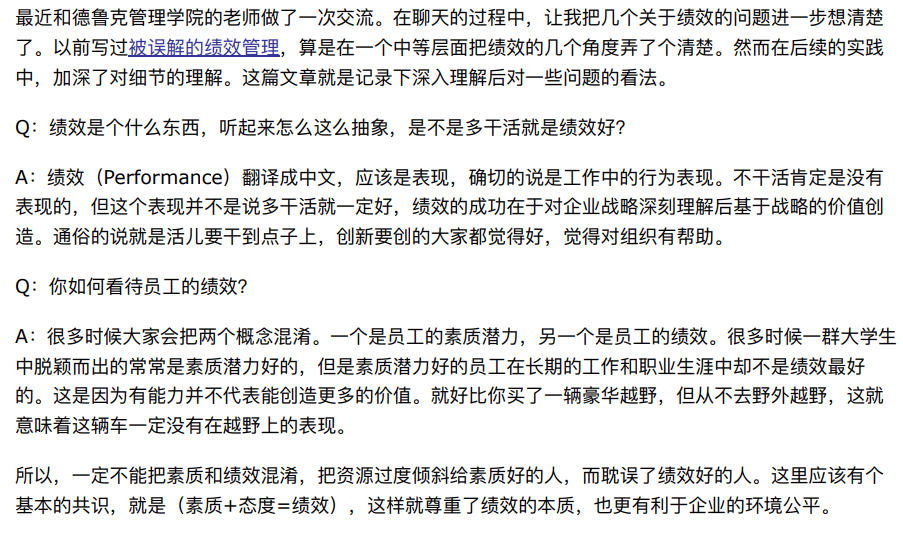 最近和德鲁克管理学院的老师做了一次交流。在聊天的过程中，让我把几个关于绩效的问题进一步想清楚
了。以前写过被误解的绩效管理，算是在一个中等层面把绩效的几个角度弄了个清楚。然而在后续的实践
中，加深了对细节的理解。这篇文章就是记录下深入理解后对一些问题的看法。
Q：绩效是个什么东西，听起来怎么这么抽象，是不是多干活就是绩效好？
A：绩效（Performance）翻译成中文，应该是表现，确切的说是工作中的行为表现。不干活肯定是没有
表现的，但这个表现并不是说多干活就一定好，绩效的成功在于对企业战略深刻理解后基于战略的价值创
造。通俗的说就是活儿要干到点子上，创新要创的大家都觉得好，觉得对组织有帮助。
Q：你如何看待员工的绩效？
A：很多时候大家会把两个概念混淆。一个是员工的素质潜力，另一个是员工的绩效。很多时候一群大学生
中脱颖而出的常常是素质潜力好的，但是素质潜力好的员工在长期的工作和职业生涯中却不是绩效最好
的。这是因为有能力并不代表能创造更多的价值。就好比你买了一辆豪华越野，但从不去野外越野，这就
意味着这辆车一定没有在越野上的表现。
所以，一定不能把素质和绩效混淆，把资源过度倾斜给素质好的人，而耽误了绩效好的人。这里应该有个
基本的共识，就是（素质+态度=绩效），这样就尊重了绩效的本质，也更有利于企业的环境公平。